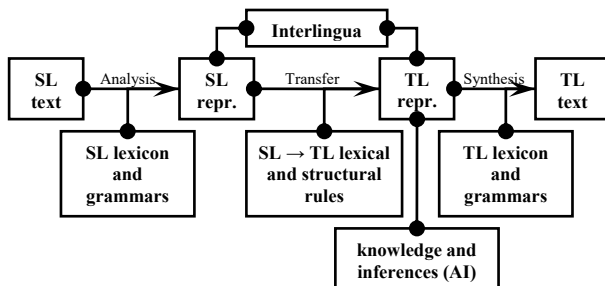 Interlingua
SL
text
Analysis
SL
repr.
Transfer
TL
repr.
Synthesis
TL
text
SL lexicon
and
grammars
SL → TL lexical
and structural
rules
TL lexicon
and
grammars
knowledge and
inferences (AI)